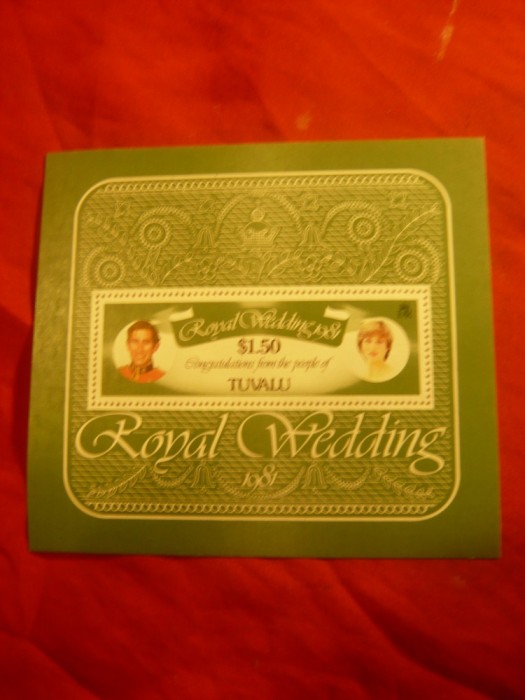 Royal Wedding 1981
$1.50
Congratulations from the people of
TUVALU
Royal Wedding
1981